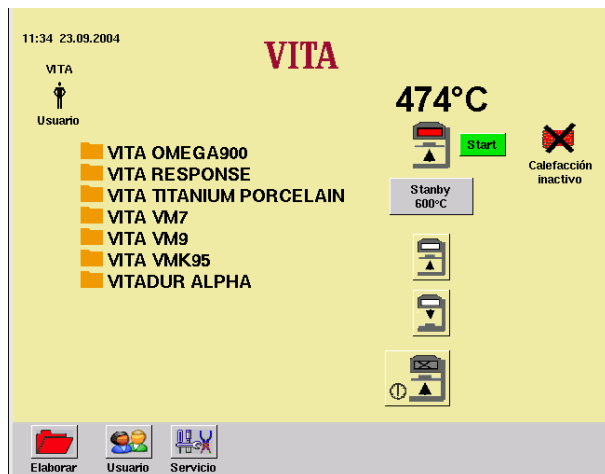 11:34 23.09.2004
VITA
VITA
Usuario
474°C
Start
Calefacción
inactivo
Stanby
600°C
VITA OMEGA900
VITA RESPONSE
VITA TITANIUM PORCELAIN
VITA VM7
VITA VM9
VITA VMK95
VITADUR ALPHA
Elaborar
Usuario
Servicio